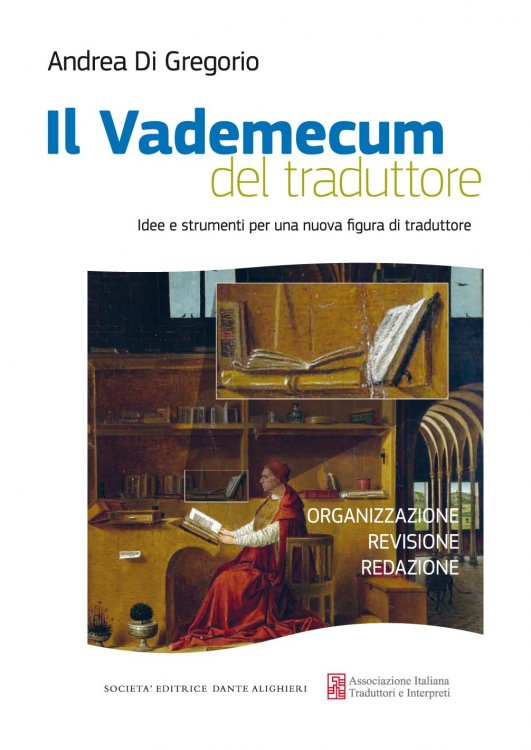 Andrea Di Gregorio
Il Vademecum
del traduttore
Idee e strumenti per una nuova figura di traduttore
ORGANIZZAZIONE
REVISIONE
REDAZIONE
SOCIETA' EDITRICE DANTE ALIGHIERI
Associazione Italiana
Traduttori e Interpreti